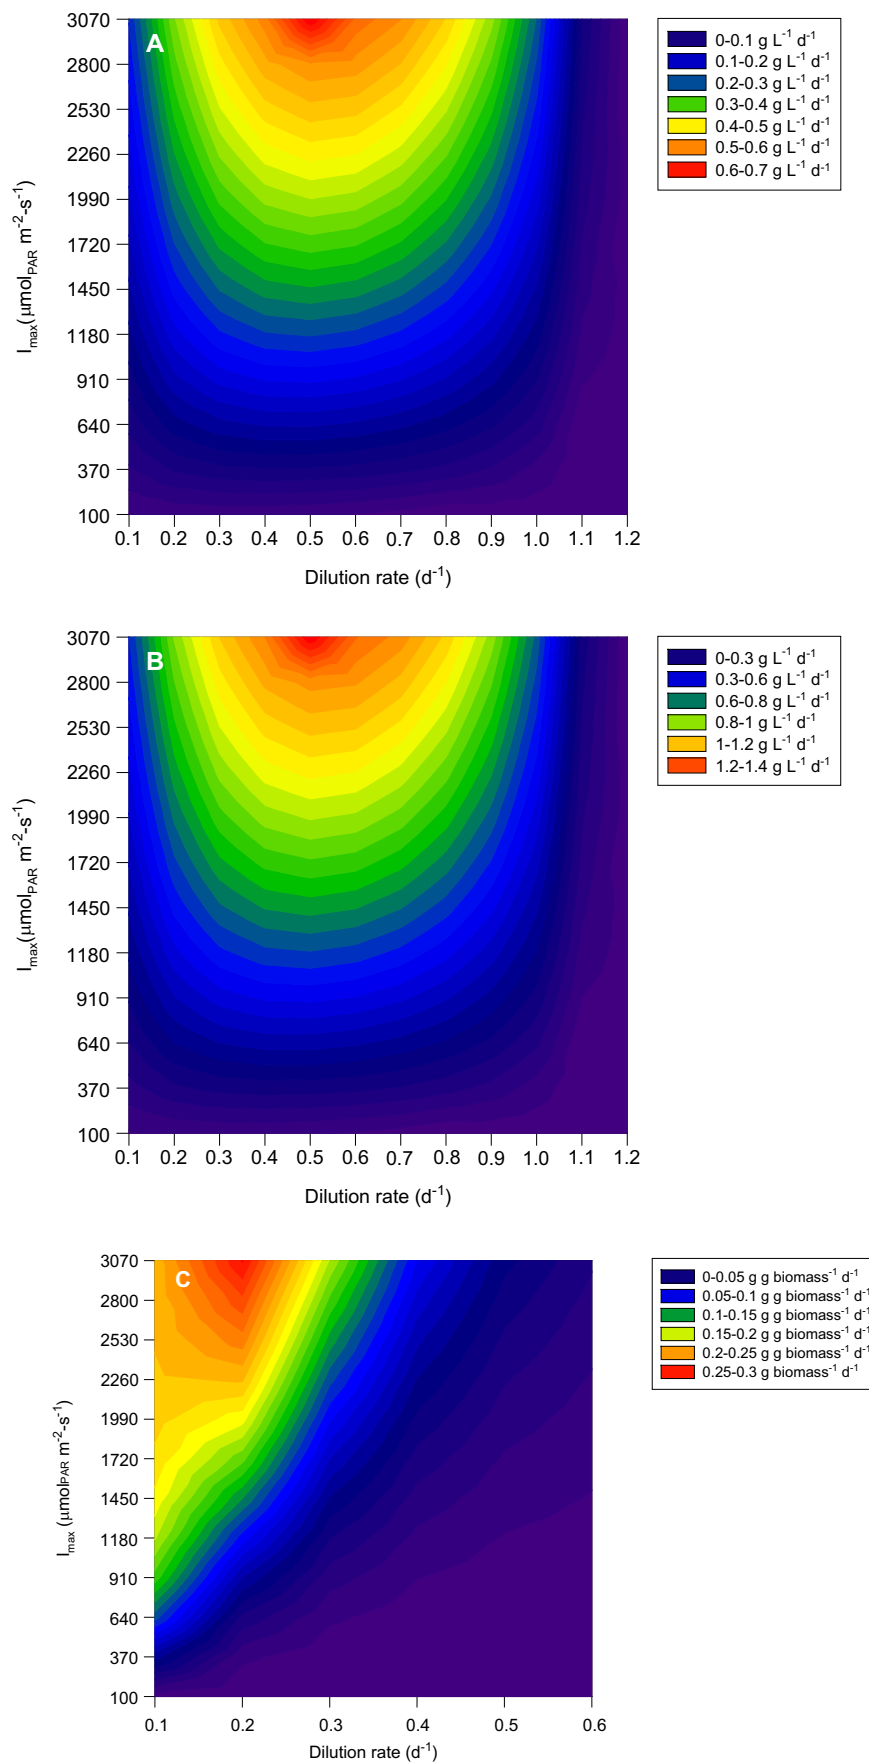 A
3070
2800
2530
2260
1990
1720
1450
1180
910
640
370
100
I_max(μmol_PAR m^-2-s^-1)
0.1 0.2 0.3 0.4 0.5 0.6 0.7 0.8 0.9 1.0 1.1 1.2
Dilution rate (d^-1)
0-0.1 g L^-1 d^-1
0.1-0.2 g L^-1 d^-1
0.2-0.3 g L^-1 d^-1
0.3-0.4 g L^-1 d^-1
0.4-0.5 g L^-1 d^-1
0.5-0.6 g L^-1 d^-1
0.6-0.7 g L^-1 d^-1
B
3070
2800
2530
2260
1990
1720
1450
1180
910
640
370
100
I_max(μmol_PAR m^-2-s^-1)
0.1 0.2 0.3 0.4 0.5 0.6 0.7 0.8 0.9 1.0 1.1 1.2
Dilution rate (d^-1)
0-0.3 g L^-1 d^-1
0.3-0.6 g L^-1 d^-1
0.6-0.8 g L^-1 d^-1
0.8-1 g L^-1 d^-1
1-1.2 g L^-1 d^-1
1.2-1.4 g L^-1 d^-1
C
3070
2800
2530
2260
1990
1720
1450
1180
910
640
370
100
I_max (μmol_PAR m^-2-s^-1)
0.1 0.2 0.3 0.4 0.5 0.6
Dilution rate (d^-1)
0-0.05 g g biomass^-1 d^-1
0.05-0.1 g g biomass^-1 d^-1
0.1-0.15 g g biomass^-1 d^-1
0.15-0.2 g g biomass^-1 d^-1
0.2-0.25 g g biomass^-1 d^-1
0.25-0.3 g g biomass^-1 d^-1